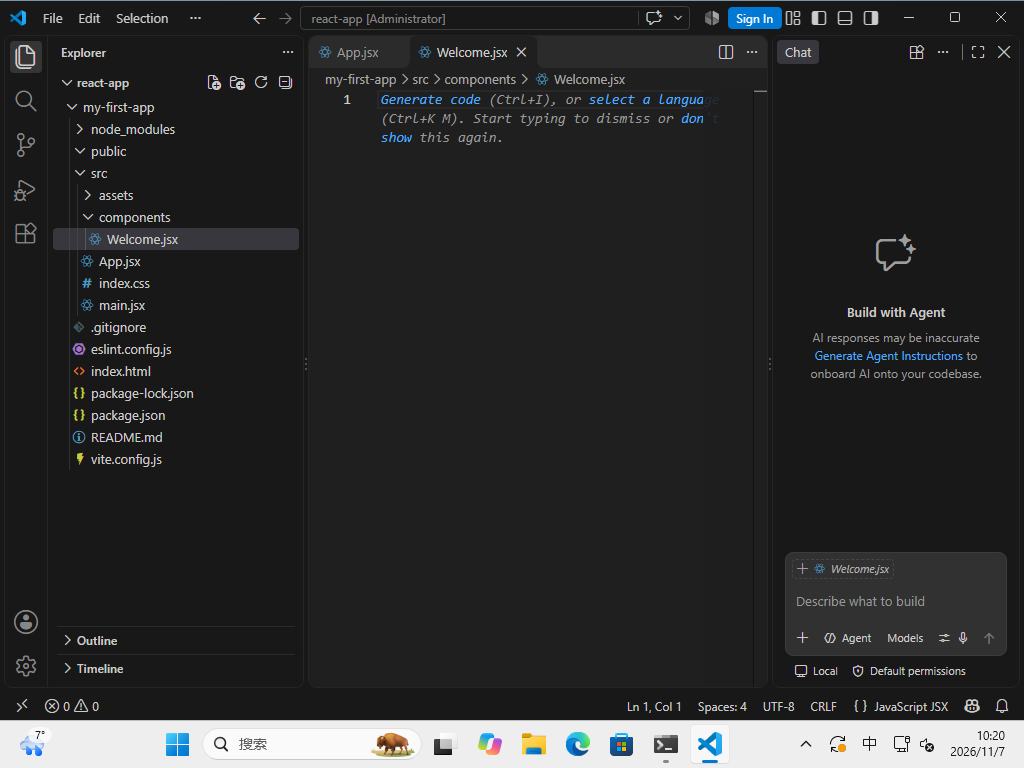 File Edit Selection ··· react-app [Administrator] Sign In
Explorer
react-app
my-first-app
node_modules
public
src
assets
components
Welcome.jsx
App.jsx
# index.css
main.jsx
.gitignore
eslint.config.js
<> index.html
{} package-lock.json
{} package.json
README.md
vite.config.js
Outline
Timeline
App.jsx Welcome.jsx
my-first-app > src > components > Welcome.jsx
1
Generate code (Ctrl+I), or select a language
(Ctrl+K M). Start typing to dismiss or don't
show this again.
Chat
Build with Agent
AI responses may be inaccurate
Generate Agent Instructions to
onboard AI onto your codebase.
Welcome.jsx
Describe what to build
Agent Models
Local Default permissions
0 0 Ln 1, Col 1 Spaces: 4 UTF-8 CRLF {} JavaScript JSX
7°
搜索
中
10:20
2026/11/7